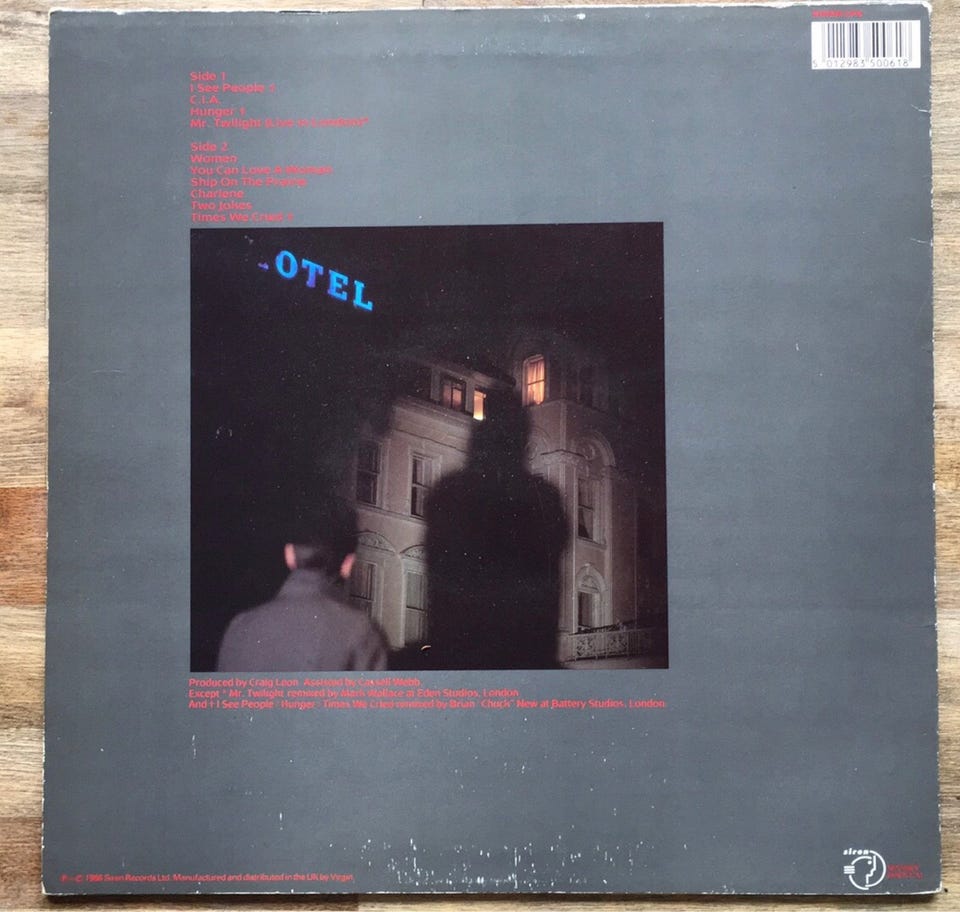 5 012983 500618
Side 1
I See People †
C.I.A.
Hunger †
Mr. Twilight (Live in London)*
Side 2
Women
You Can Love A Woman
Ship On The Prairie
Charlene
Two Jokes
Times We Cried †
OTEL
Produced by Craig Leon. Assisted by Cassell Webb.
Except * Mr. Twilight remixed by Mark Wallace at Eden Studios, London
And † I See People / Hunger / Times We Cried remixed by Brian "Chuck" New at Battery Studios, London.
℗ © 1986 Siren Records Ltd. Manufactured and distributed in the UK by Virgin.
siren